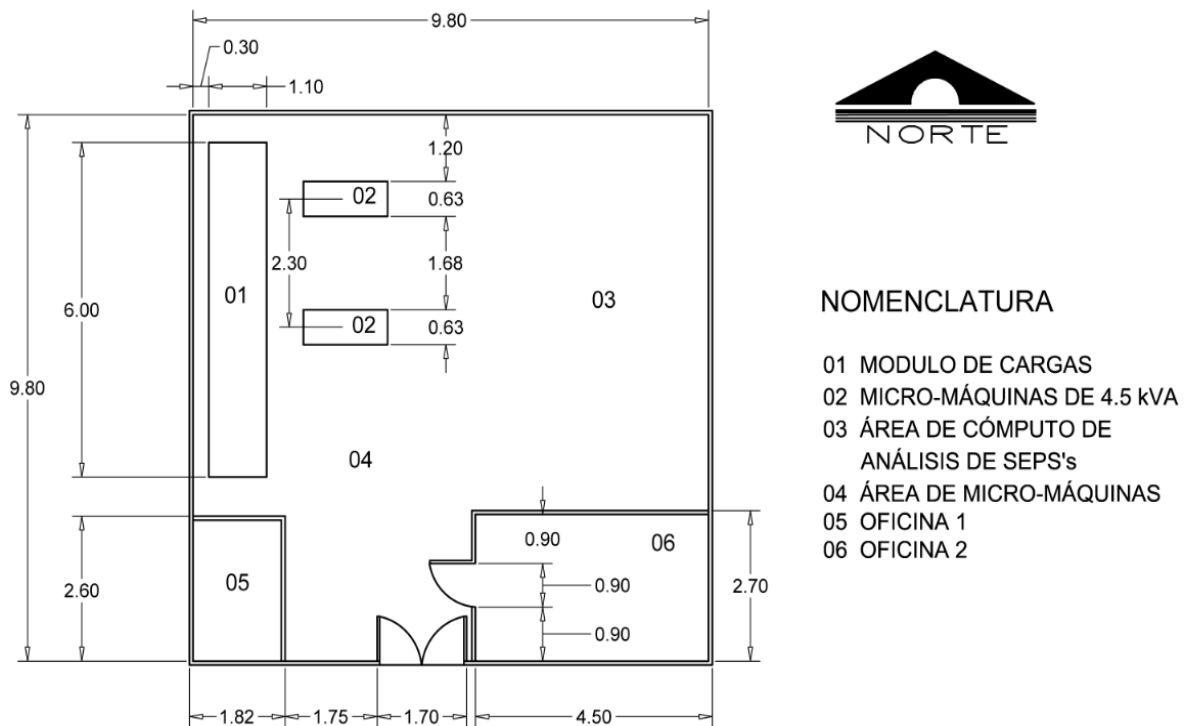 9.80
0.30
1.10
NORTE
1.20
02
0.63
2.30
1.68
01
03
6.00
NOMENCLATURA
02
0.63
01 MODULO DE CARGAS
02 MICRO-MÁQUINAS DE 4.5 kVA
9.80
03 ÁREA DE CÓMPUTO DE
ANÁLISIS DE SEPS's
04
04 ÁREA DE MICRO-MÁQUINAS
05 OFICINA 1
06 OFICINA 2
0.90
06
05
2.60
0.90
2.70
0.90
1.82
1.75
1.70
4.50